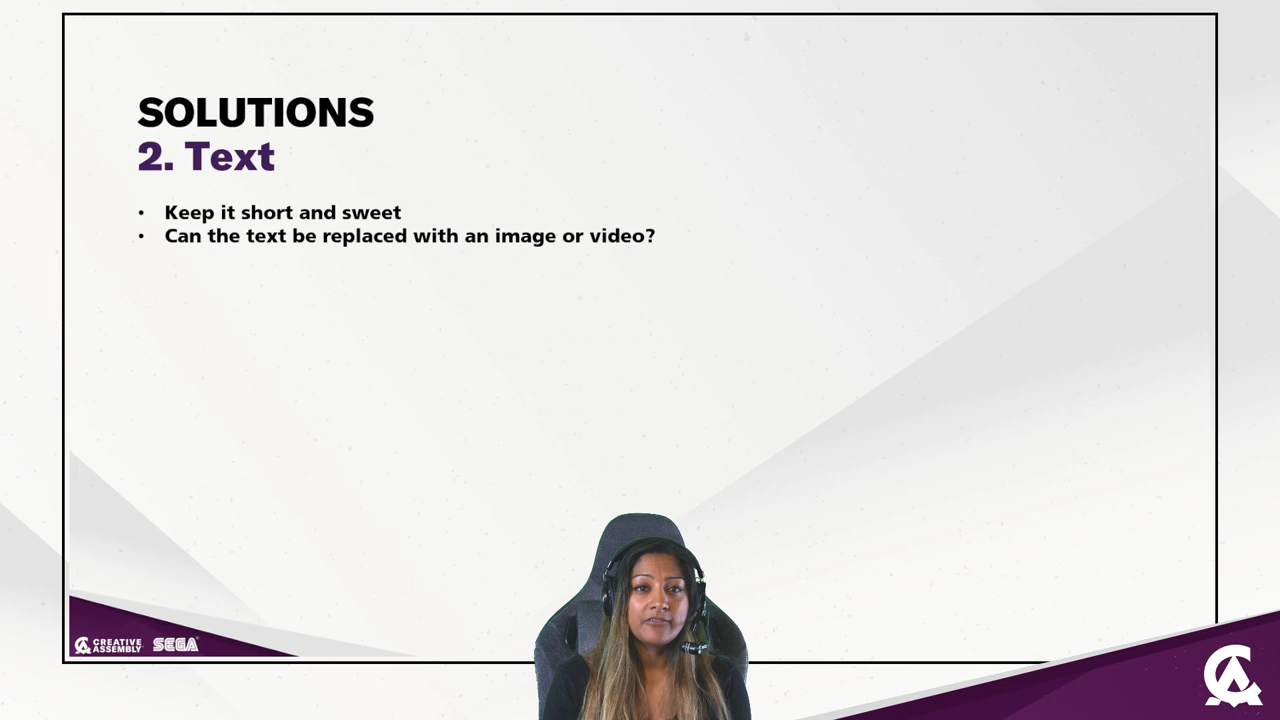 SOLUTIONS
2. Text
• Keep it short and sweet
• Can the text be replaced with an image or video?
CREATIVE
ASSEMBLY
SEGA